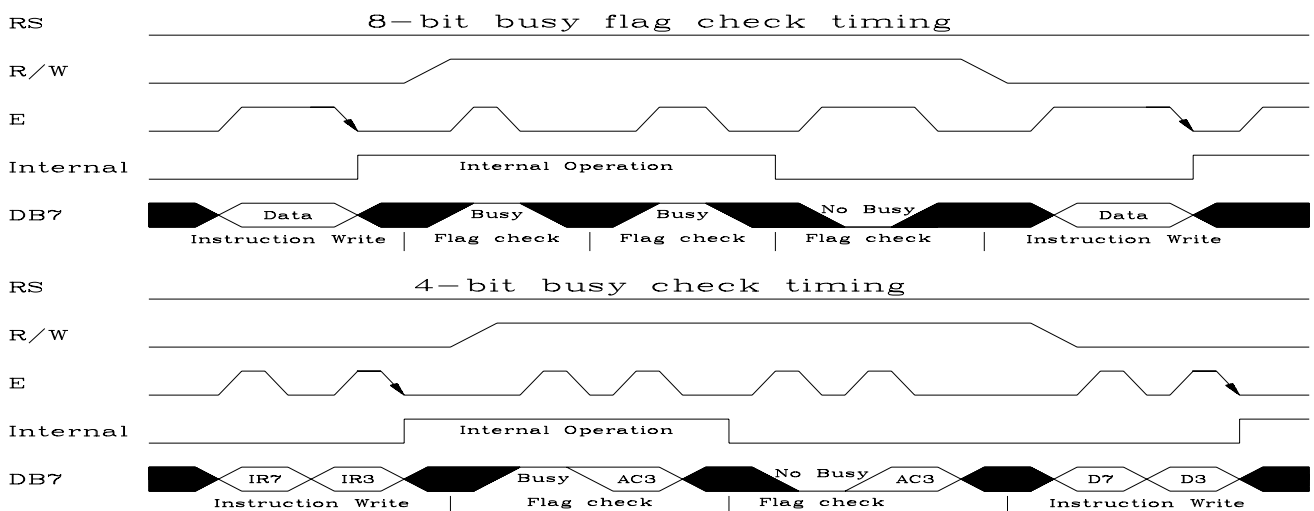 8-bit busy flag check timing
RS
R/W
E
Internal
Internal Operation
DB7
Data
Busy
Busy
No Busy
Data
Instruction Write
Flag check
Flag check
Flag check
Instruction Write
4-bit busy check timing
RS
R/W
E
Internal
Internal Operation
DB7
IR7
IR3
Busy
AC3
No Busy
AC3
D7
D3
Instruction Write
Flag check
Flag check
Instruction Write